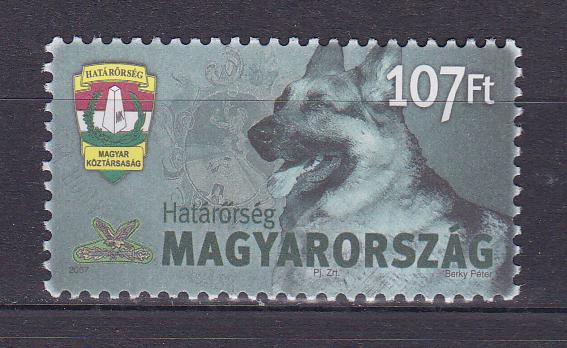 HATÁRŐRSÉG
MAGYAR
KÖZTÁRSASÁG
107Ft
Határőrség
MAGYARORSZÁG
2007
Pj. Zrt.
Berky Péter